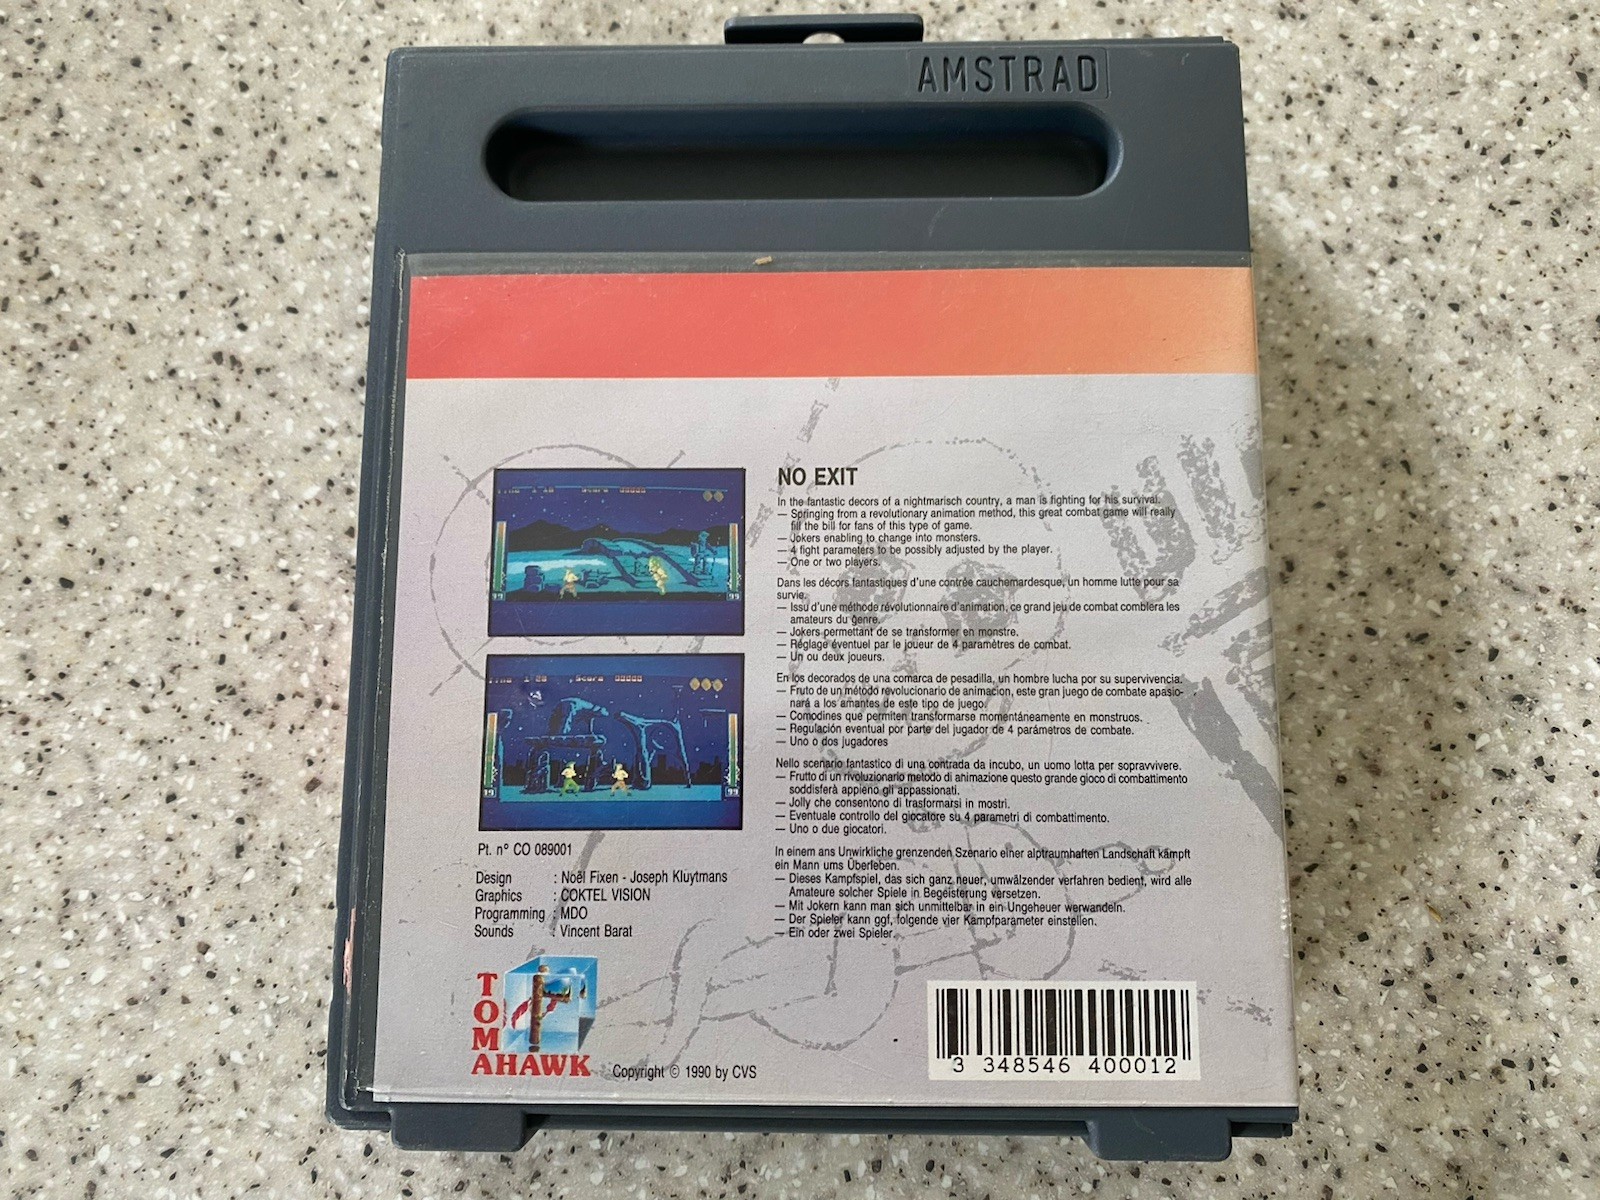 AMSTRAD
NO EXIT
In the fantastic decors of a nightmarisch country, a man is fighting for his survival.
— Springing from a revolutionary animation method, this great combat game will really
fill the bill for fans of this type of game.
— Jokers enabling to change into monsters.
— 4 fight parameters to be possibly adjusted by the player.
— One or two players.
Dans les décors fantastiques d'une contrée cauchemardesque, un homme lutte pour sa
survie.
— Issu d'une méthode révolutionnaire d'animation, ce grand jeu de combat comblera les
amateurs du genre.
— Jokers permettant de se transformer en monstre.
— Réglage éventuel par le joueur de 4 paramètres de combat.
— Un ou deux joueurs.
En los decorados de una comarca de pesadilla, un hombre lucha por su supervivencia.
— Fruto de un método revolucionario de animacion, este gran juego de combate apasio-
nará a los amantes de este tipo de juego.
— Comodines que permiten transformarse momentáneamente en monstruos.
— Regulación eventual por parte del jugador de 4 parámetros de combate.
— Uno o dos jugadores
Nello scenario fantastico di una contrada da incubo, un uomo lotta per sopravvivere.
— Frutto di un rivoluzionario metodo di animazione questo grande gioco di combattimento
soddisferà appieno gli appassionati.
— Jolly che consentono di trasformarsi in mostri.
— Eventuale controllo del giocatore su 4 parametri di combattimento.
— Uno o due giocatori.
In einem ans Unwirkliche grenzenden Szenario einer alptraumhaften Landschaft kämpft
ein Mann ums Überleben.
— Dieses Kampfspiel, das sich ganz neuer, umwälzender verfahren bedient, wird alle
Amateure solcher Spiele in Begeisterung versetzen.
— Mit Jokern kann man sich unmittelbar in ein Ungeheuer werwandeln.
— Der Spieler kann ggf, folgende vier Kampfparameter einstellen.
— Ein oder zwei Spieler.
Pt. n° CO 089001
Design : Noël Fixen - Joseph Kluytmans
Graphics : COKTEL VISION
Programming : MDO
Sounds : Vincent Barat
TOMAHAWK
Copyright © 1990 by CVS
3 348546 400012